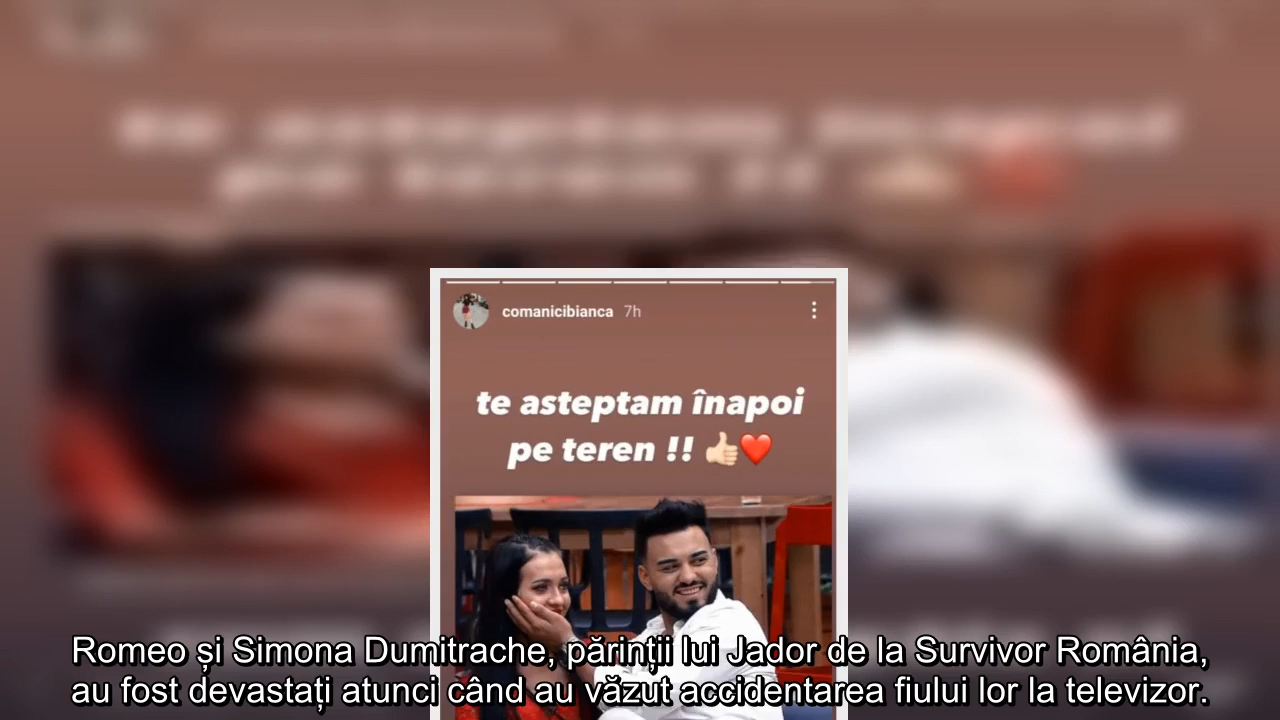 comanicibianca 7h
te asteptam înapoi
pe teren !! 👍🏻❤️
Romeo și Simona Dumitrache, părinții lui Jador de la Survivor România,
au fost devastați atunci când au văzut accidentarea fiului lor la televizor.